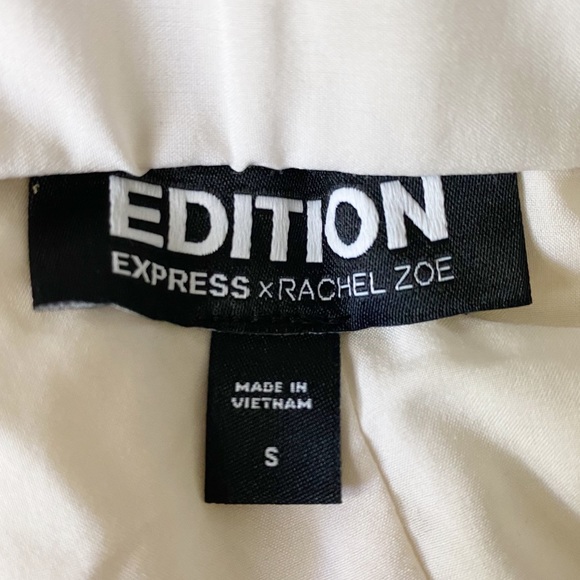 EDITION
EXPRESS x RACHEL ZOE
MADE IN
VIETNAM
S